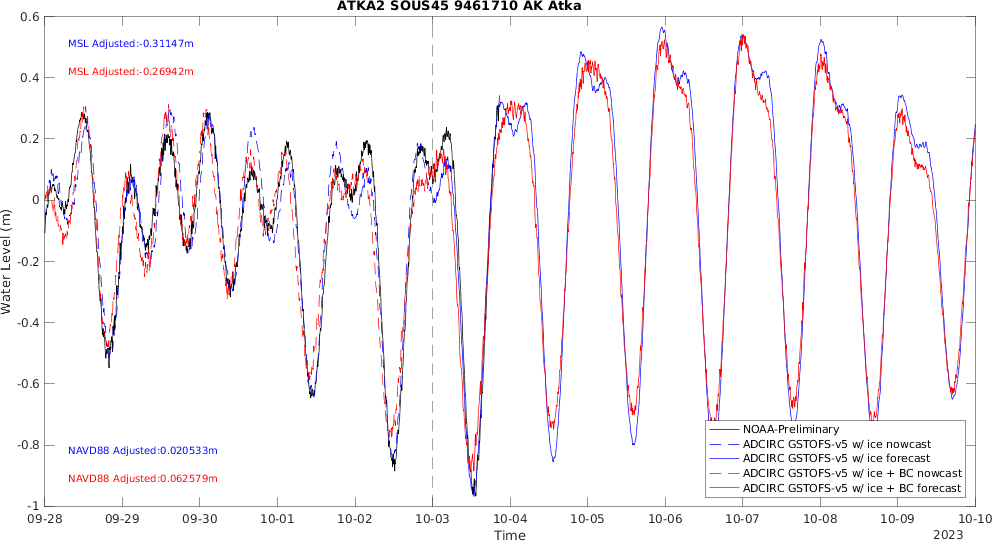 ATKA2 SOUS45 9461710 AK Atka
0.6
0.4
0.2
0
-0.2
-0.4
-0.6
-0.8
-1
Water Level (m)
MSL Adjusted:-0.31147m
MSL Adjusted:-0.26942m
NAVD88 Adjusted:0.020533m
NAVD88 Adjusted:0.062579m
NOAA-Preliminary
ADCIRC GSTOFS-v5 w/ ice nowcast
ADCIRC GSTOFS-v5 w/ ice forecast
ADCIRC GSTOFS-v5 w/ ice + BC nowcast
ADCIRC GSTOFS-v5 w/ ice + BC forecast
09-28 09-29 09-30 10-01 10-02 10-03 10-04 10-05 10-06 10-07 10-08 10-09 10-10
Time
2023